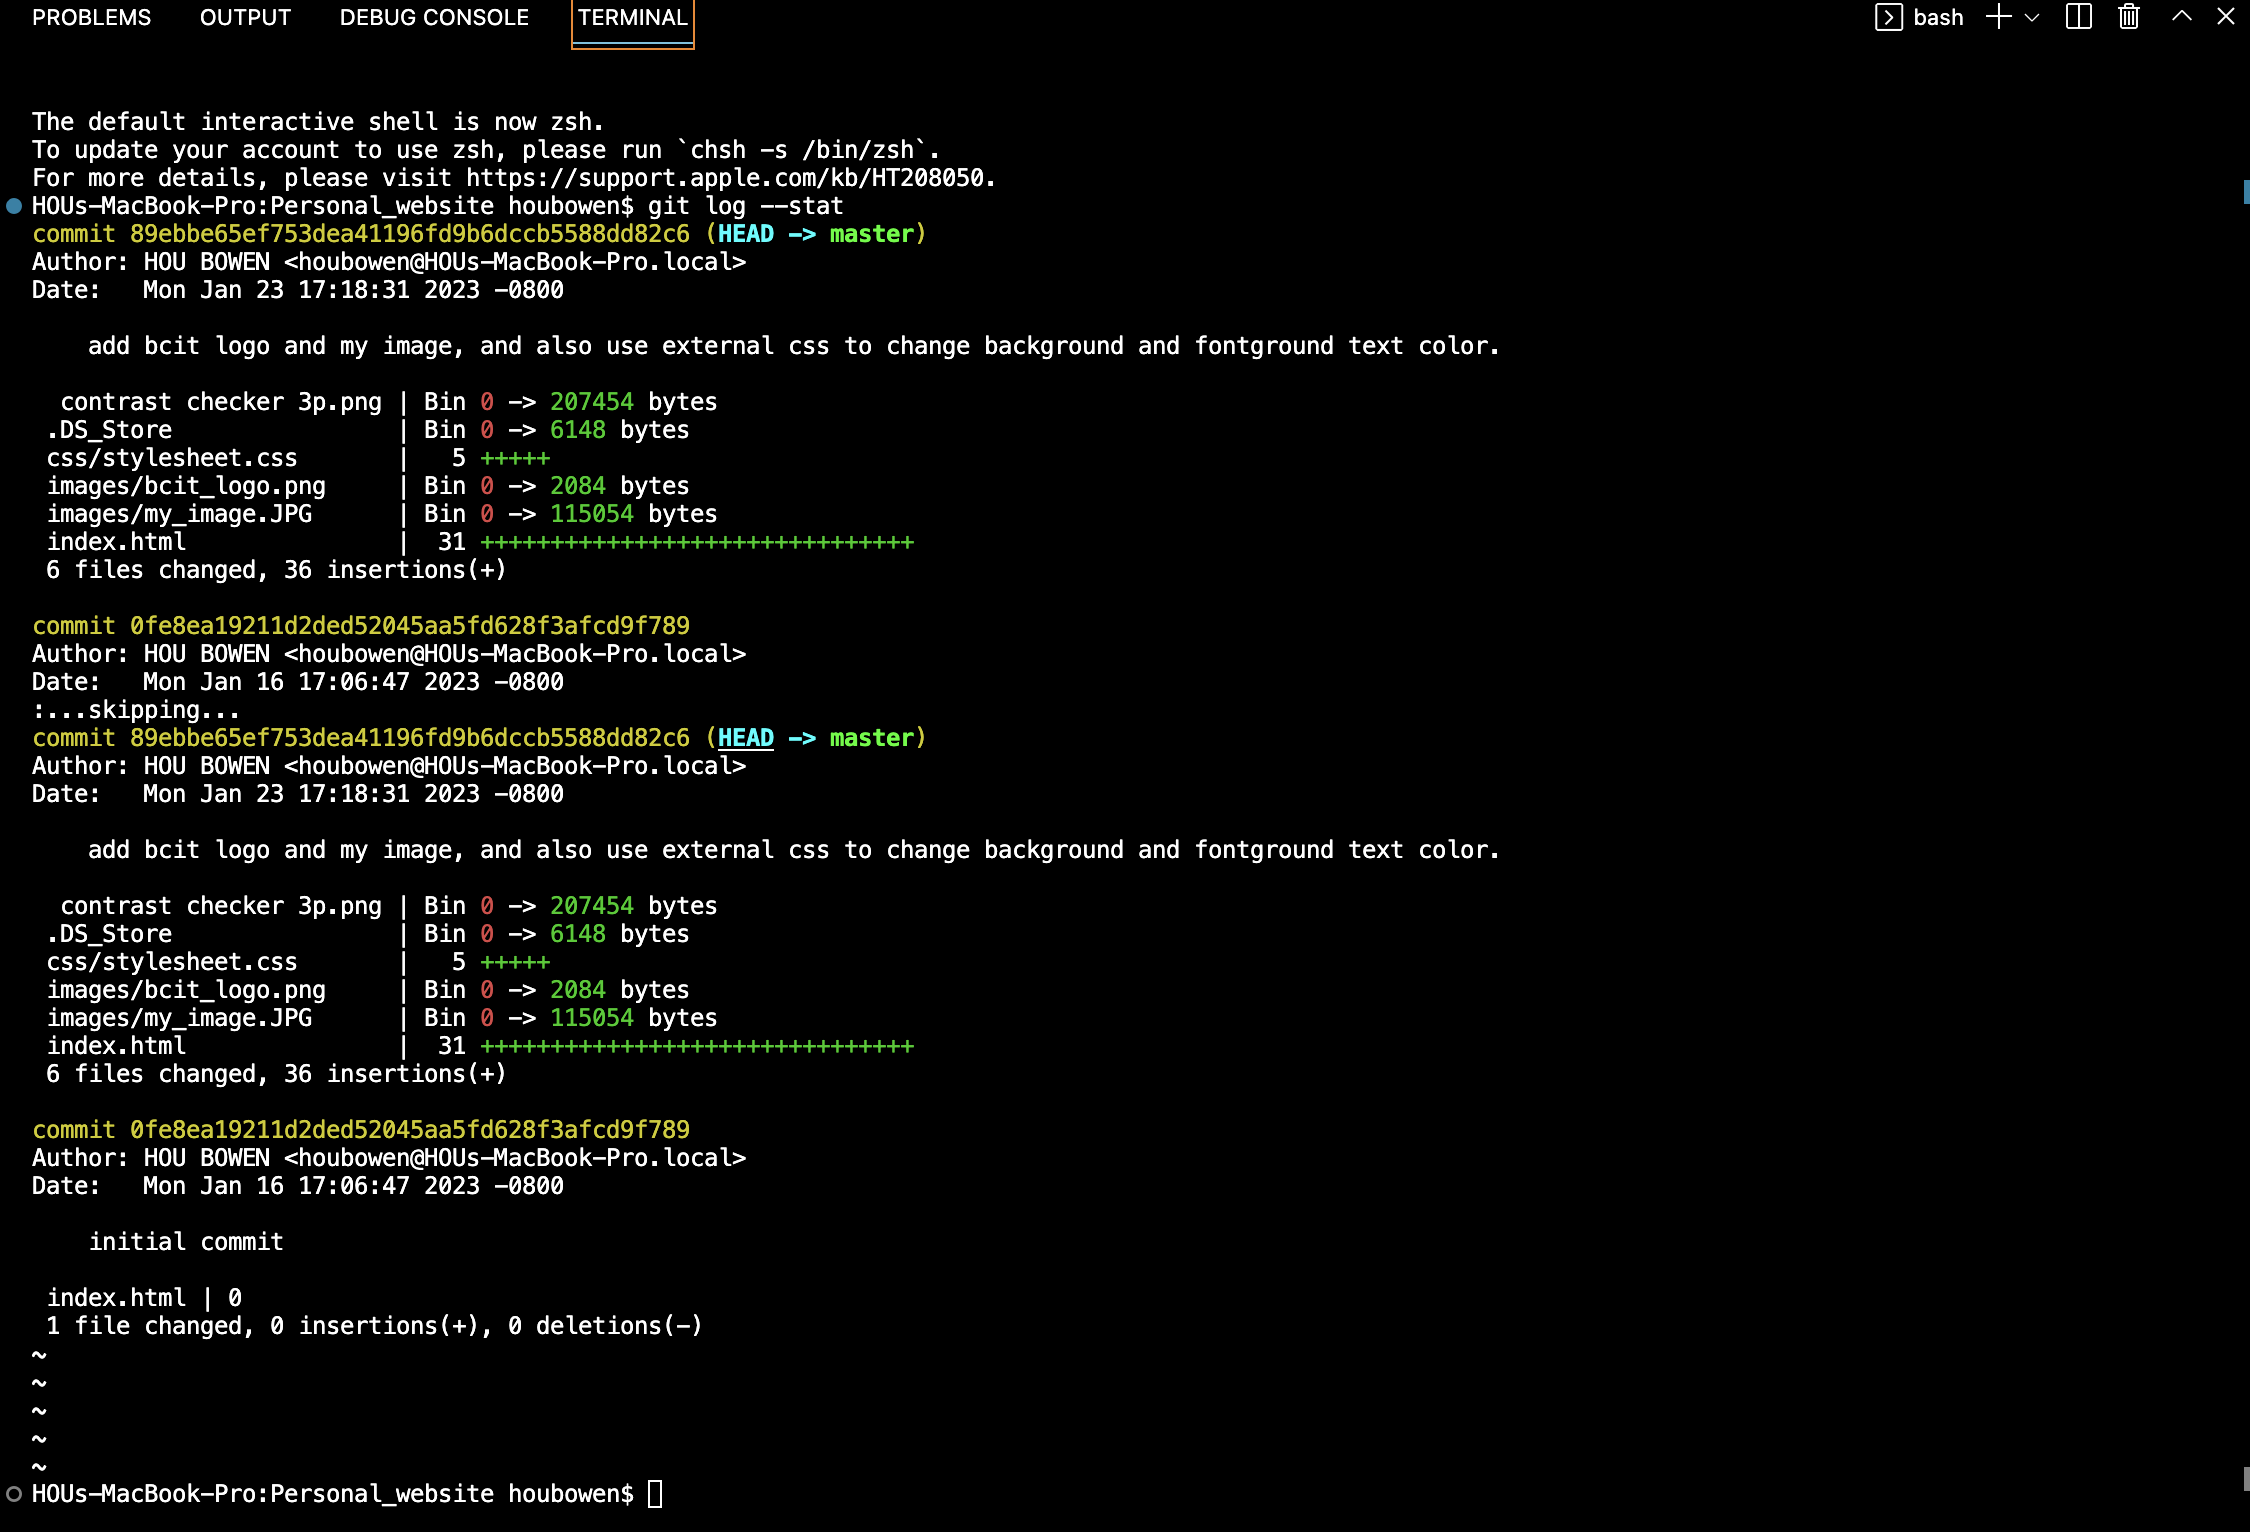 PROBLEMS OUTPUT DEBUG CONSOLE TERMINAL bash
The default interactive shell is now zsh.
To update your account to use zsh, please run `chsh -s /bin/zsh`.
For more details, please visit https://support.apple.com/kb/HT208050.
HOUs-MacBook-Pro:Personal_website houbowen$ git log --stat
commit 89ebbe65ef753dea41196fd9b6dccb5588dd82c6 (HEAD -> master)
Author: HOU BOWEN <houbowen@HOUs-MacBook-Pro.local>
Date:   Mon Jan 23 17:18:31 2023 -0800
    add bcit logo and my image, and also use external css to change background and fontground text color.
  contrast checker 3p.png | Bin 0 -> 207454 bytes
 .DS_Store                | Bin 0 -> 6148 bytes
 css/stylesheet.css       |   5 +++++
 images/bcit_logo.png     | Bin 0 -> 2084 bytes
 images/my_image.JPG      | Bin 0 -> 115054 bytes
 index.html               |  31 +++++++++++++++++++++++++++++++
 6 files changed, 36 insertions(+)
commit 0fe8ea19211d2ded52045aa5fd628f3afcd9f789
Author: HOU BOWEN <houbowen@HOUs-MacBook-Pro.local>
Date:   Mon Jan 16 17:06:47 2023 -0800
:...skipping...
commit 89ebbe65ef753dea41196fd9b6dccb5588dd82c6 (HEAD -> master)
Author: HOU BOWEN <houbowen@HOUs-MacBook-Pro.local>
Date:   Mon Jan 23 17:18:31 2023 -0800
    add bcit logo and my image, and also use external css to change background and fontground text color.
  contrast checker 3p.png | Bin 0 -> 207454 bytes
 .DS_Store                | Bin 0 -> 6148 bytes
 css/stylesheet.css       |   5 +++++
 images/bcit_logo.png     | Bin 0 -> 2084 bytes
 images/my_image.JPG      | Bin 0 -> 115054 bytes
 index.html               |  31 +++++++++++++++++++++++++++++++
 6 files changed, 36 insertions(+)
commit 0fe8ea19211d2ded52045aa5fd628f3afcd9f789
Author: HOU BOWEN <houbowen@HOUs-MacBook-Pro.local>
Date:   Mon Jan 16 17:06:47 2023 -0800
    initial commit
 index.html | 0
 1 file changed, 0 insertions(+), 0 deletions(-)
~
~
~
~
~
HOUs-MacBook-Pro:Personal_website houbowen$